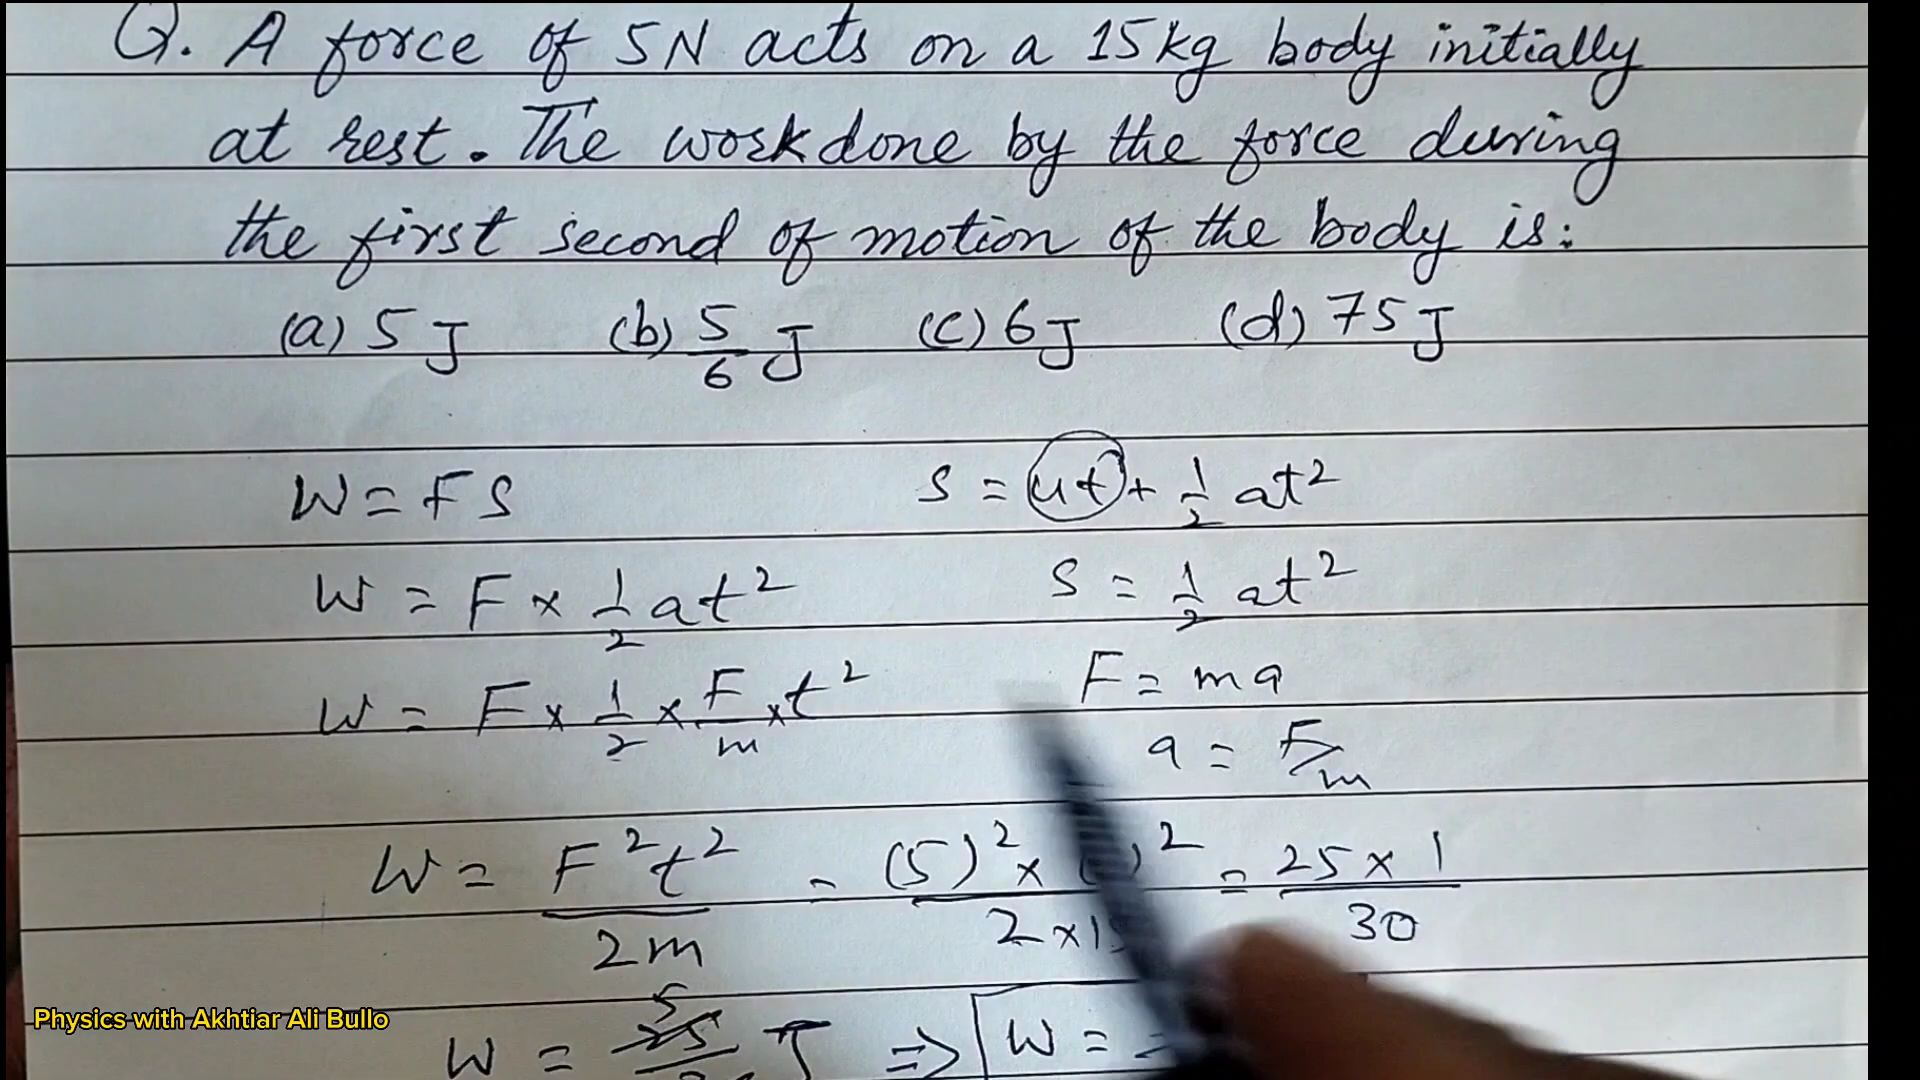 Q. A force of 5N acts on a 15kg body initially
at rest. The work done by the force during
the first second of motion of the body is:
(a) 5 J (b) 5/6 J (c) 6 J (d) 75 J
W = FS S = ut + 1/2 at²
W = F × 1/2 at² S = 1/2 at²
W = F × 1/2 × F/m × t² F = ma
a = F/m
W = F²t²/2m = (5)² × ( )²/2 × 1 = 25 × 1/30
W = 25 J ⇒ W =
5
Physics with Akhtiar Ali Bullo